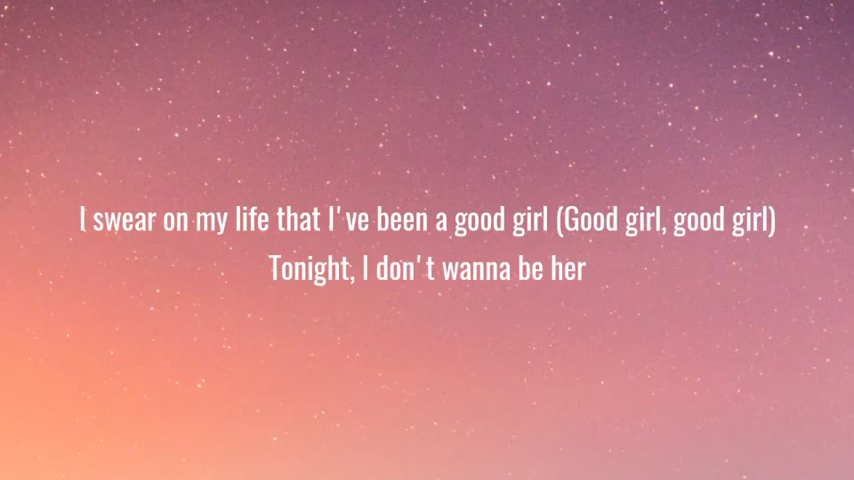 I swear on my life that I've been a good girl (Good girl, good girl)
Tonight, I don't wanna be her